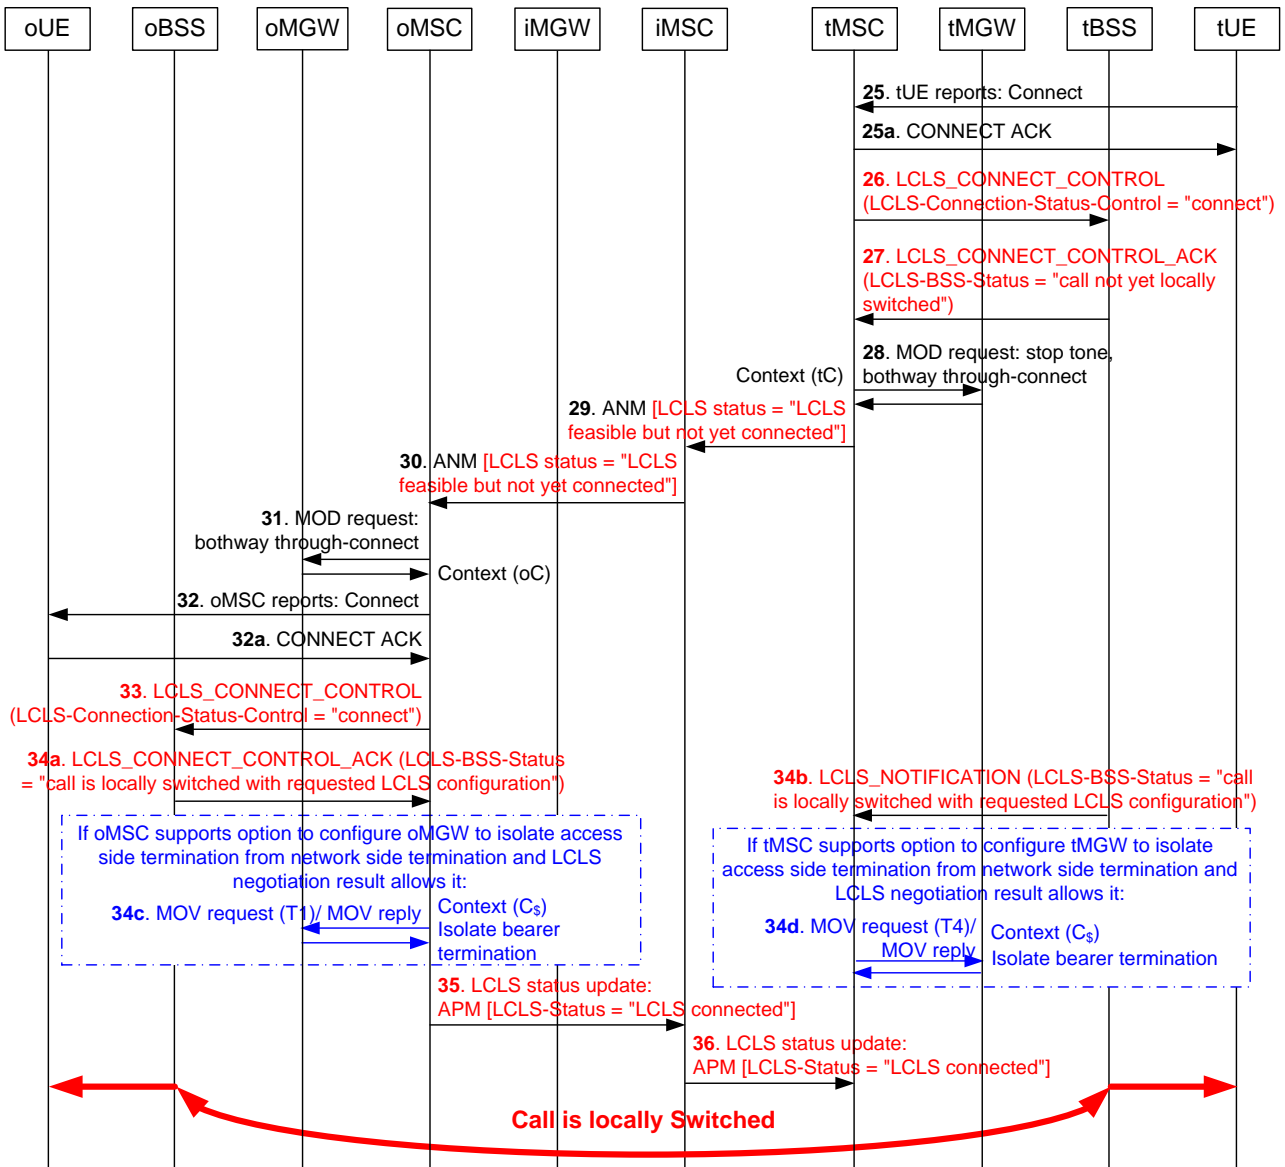 oUE
oBSS
oMGW
oMSC
iMGW
iMSC
tMSC
tMGW
tBSS
tUE
25. tUE reports: Connect
25a. CONNECT ACK
26. LCLS_CONNECT_CONTROL
(LCLS-Connection-Status-Control = "connect")
27. LCLS_CONNECT_CONTROL_ACK
(LCLS-BSS-Status = "call not yet locally
switched")
28. MOD request: stop tone,
bothway through-connect
Context (tC)
29. ANM [LCLS status = "LCLS
feasible but not yet connected"]
30. ANM [LCLS status = "LCLS
feasible but not yet connected"]
31. MOD request:
bothway through-connect
Context (oC)
32. oMSC reports: Connect
32a. CONNECT ACK
33. LCLS_CONNECT_CONTROL
(LCLS-Connection-Status-Control = "connect")
34a. LCLS_CONNECT_CONTROL_ACK (LCLS-BSS-Status
= "call is locally switched with requested LCLS configuration")
34b. LCLS_NOTIFICATION (LCLS-BSS-Status = "call
is locally switched with requested LCLS configuration")
If oMSC supports option to configure oMGW to isolate access
side termination from network side termination and LCLS
negotiation result allows it:
34c. MOV request (T1)/ MOV reply
Context (C$)
Isolate bearer
termination
If tMSC supports option to configure tMGW to isolate
access side termination from network side termination and
LCLS negotiation result allows it:
34d. MOV request (T4)/
MOV reply
Context (C$)
Isolate bearer termination
35. LCLS status update:
APM [LCLS-Status = "LCLS connected"]
36. LCLS status update:
APM [LCLS-Status = "LCLS connected"]
Call is locally Switched